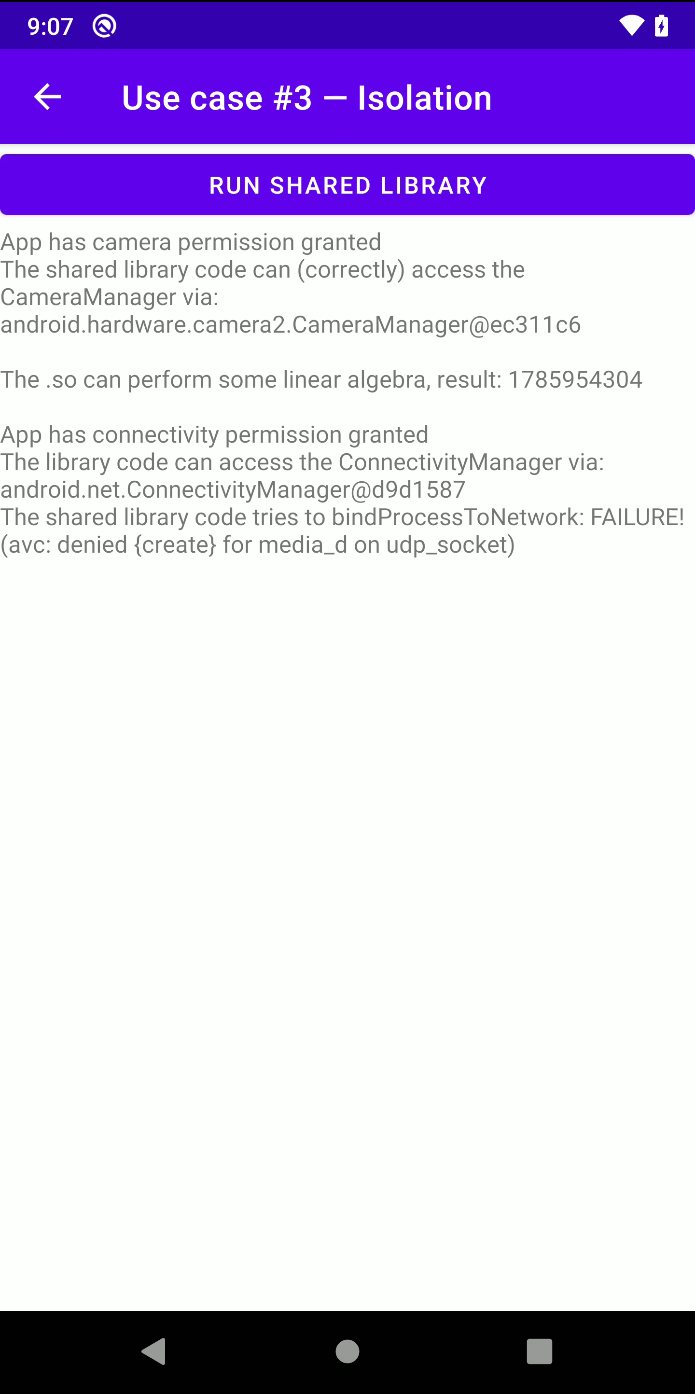 9:07
Use case #3 — Isolation
RUN SHARED LIBRARY
App has camera permission granted
The shared library code can (correctly) access the
CameraManager via:
android.hardware.camera2.CameraManager@ec311c6
The .so can perform some linear algebra, result: 1785954304
App has connectivity permission granted
The library code can access the ConnectivityManager via:
android.net.ConnectivityManager@d9d1587
The shared library code tries to bindProcessToNetwork: FAILURE!
(avc: denied {create} for media_d on udp_socket)